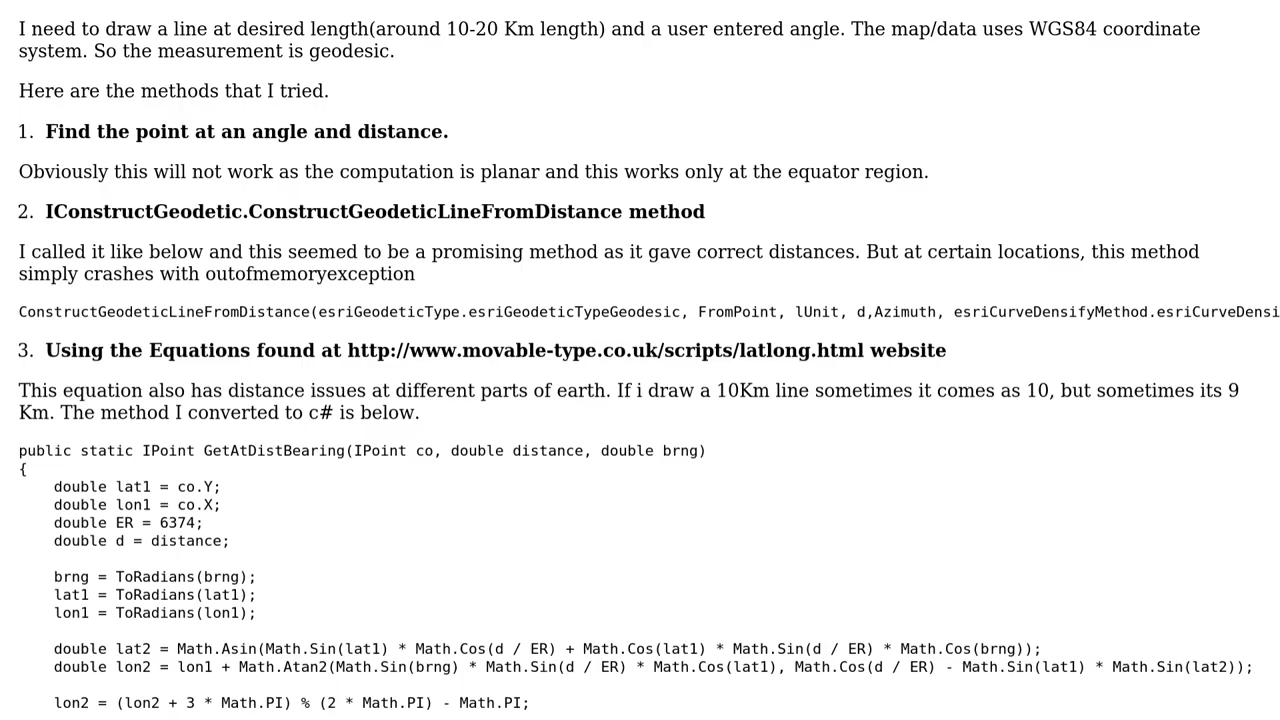 I need to draw a line at desired length(around 10-20 Km length) and a user entered angle. The map/data uses WGS84 coordinate
system. So the measurement is geodesic.
Here are the methods that I tried.
1. Find the point at an angle and distance.
Obviously this will not work as the computation is planar and this works only at the equator region.
2. IConstructGeodetic.ConstructGeodeticLineFromDistance method
I called it like below and this seemed to be a promising method as it gave correct distances. But at certain locations, this method
simply crashes with outofmemoryexception
ConstructGeodeticLineFromDistance(esriGeodeticType.esriGeodeticTypeGeodesic, FromPoint, lUnit, d,Azimuth, esriCurveDensifyMethod.esriCurveDensi
3. Using the Equations found at http://www.movable-type.co.uk/scripts/latlong.html website
This equation also has distance issues at different parts of earth. If i draw a 10Km line sometimes it comes as 10, but sometimes its 9
Km. The method I converted to c# is below.
public static IPoint GetAtDistBearing(IPoint co, double distance, double brng)
{
    double lat1 = co.Y;
    double lon1 = co.X;
    double ER = 6374;
    double d = distance;
    brng = ToRadians(brng);
    lat1 = ToRadians(lat1);
    lon1 = ToRadians(lon1);
    double lat2 = Math.Asin(Math.Sin(lat1) * Math.Cos(d / ER) + Math.Cos(lat1) * Math.Sin(d / ER) * Math.Cos(brng));
    double lon2 = lon1 + Math.Atan2(Math.Sin(brng) * Math.Sin(d / ER) * Math.Cos(lat1), Math.Cos(d / ER) - Math.Sin(lat1) * Math.Sin(lat2));
    lon2 = (lon2 + 3 * Math.PI) % (2 * Math.PI) - Math.PI;